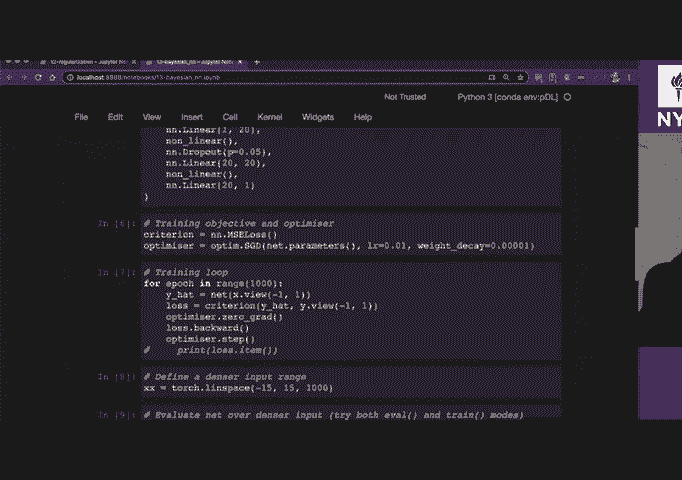 localhost:8888/notebooks/13-bayesian_nn.ipynb
Not Trusted
Python 3 [conda env:pDL]
File Edit View Insert Cell Kernel Widgets Help
NY
nn.Linear(1, 20),
non_linear(),
nn.Dropout(p=0.05),
nn.Linear(20, 20),
non_linear(),
nn.Linear(20, 1)
)
In [6]: # Training objective and optimiser
criterion = nn.MSELoss()
optimiser = optim.SGD(net.parameters(), lr=0.01, weight_decay=0.00001)
In [7]: # Training loop
for epoch in range(1000):
y_hat = net(x.view(-1, 1))
loss = criterion(y_hat, y.view(-1, 1))
optimiser.zero_grad()
loss.backward()
optimiser.step()
# print(loss.item())
In [8]: # Define a denser input range
xx = torch.linspace(-15, 15, 1000)
In [9]: # Evaluate net over denser input (try both eval() and train() modes)